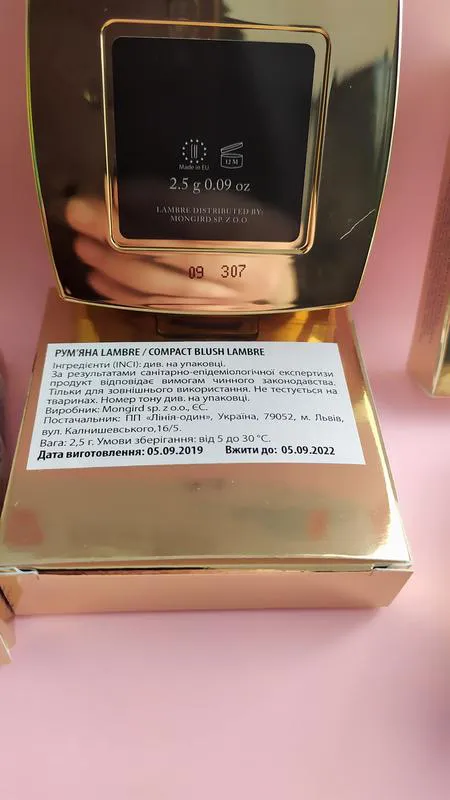 Made in EU
12 M
2.5 g 0.09 oz
LAMBRE DISTRIBUTED BY:
MONGIRD SP. Z O.O.
09 307
РУМ'ЯНА LAMBRE / COMPACT BLUSH LAMBRE
Інгредієнти (INCI): див. на упаковці.
За результатами санітарно-епідеміологічної експертизи
продукт відповідає вимогам чинного законодавства.
Тільки для зовнішнього використання. Не тестується на
тваринах. Номер тону див. на упаковці.
Виробник: Mongird sp. z o.o., ЄС.
Постачальник: ПП «Лінія-один», Україна, 79052, м. Львів,
вул. Калнишевського,16/5.
Вага: 2,5 г. Умови зберігання: від 5 до 30 °C.
Дата виготовлення: 05.09.2019 Вжити до: 05.09.2022